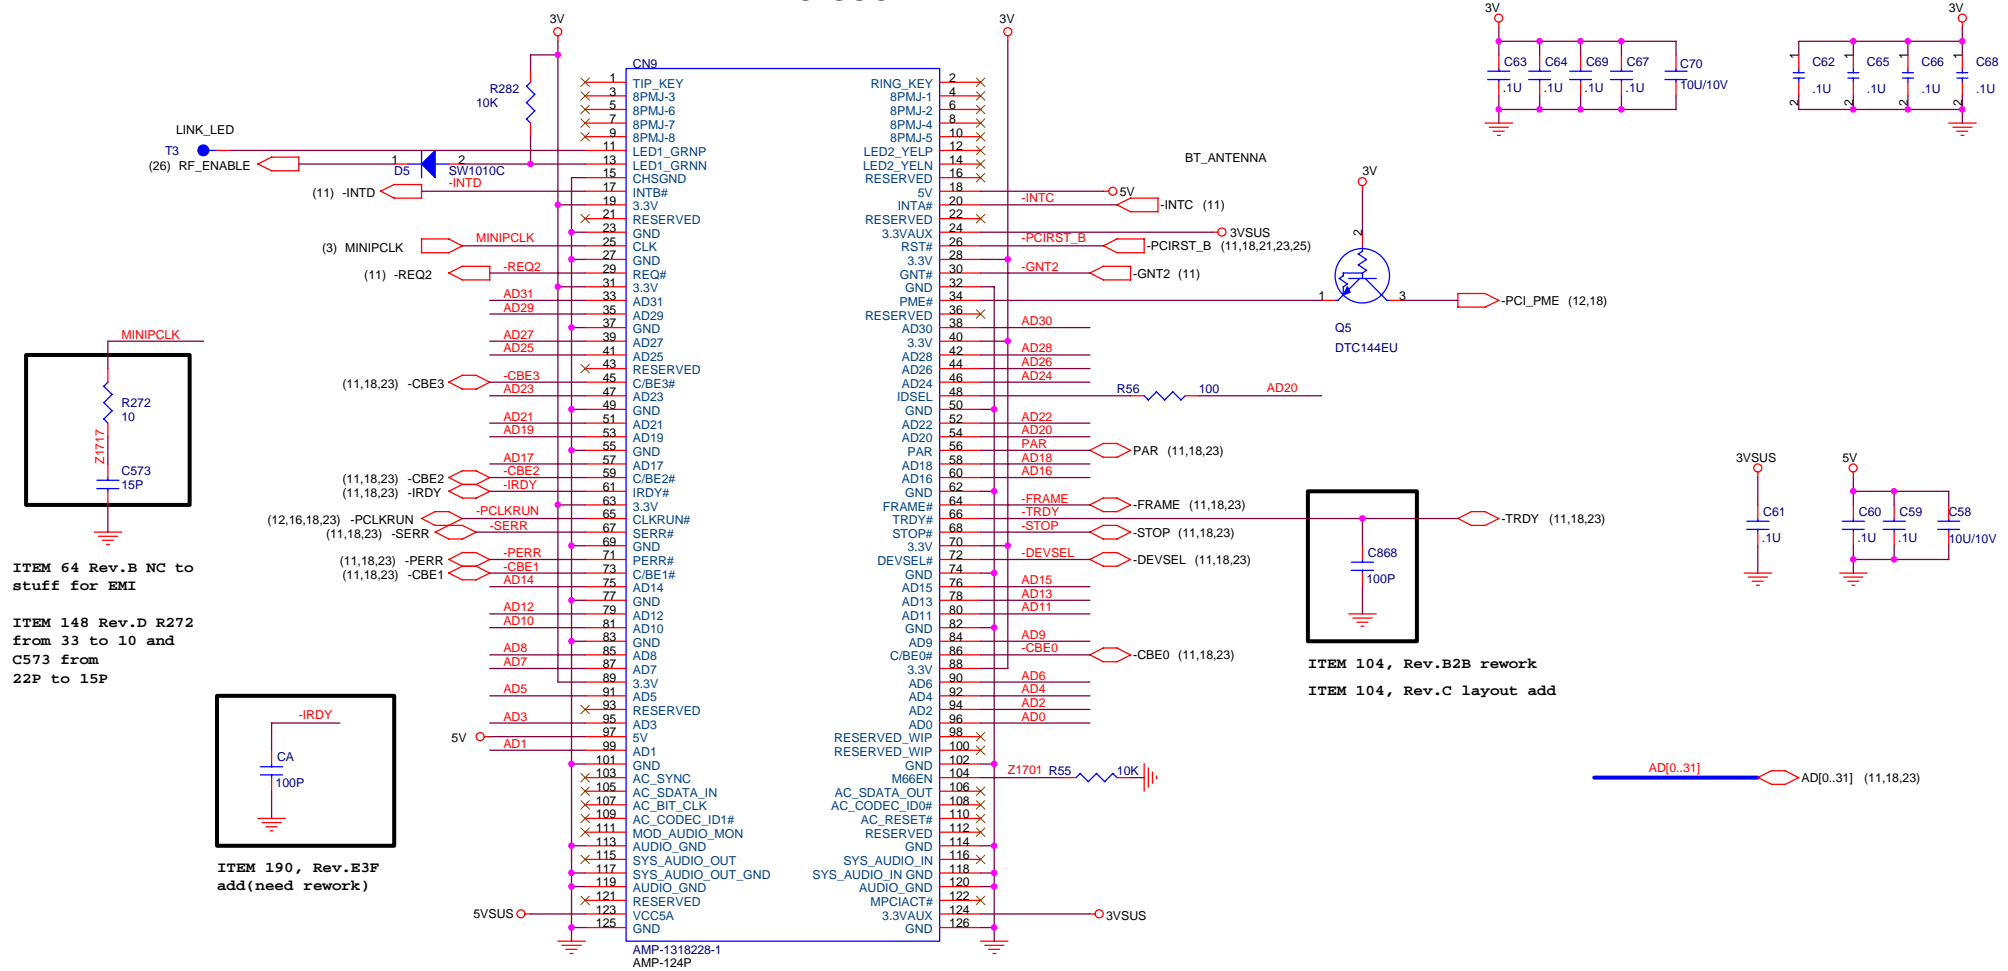 3V
3V
3V
3V
CN9
R282
10K
LINK_LED
T3
(26) RF_ENABLE
1
D5
2
SW1010C
(11) -INTD
-INTD
(3) MINIPCLK
MINIPCLK
(11) -REQ2
-REQ2
AD31
AD29
AD27
AD25
(11,18,23) -CBE3
-CBE3
AD23
AD21
AD19
AD17
(11,18,23) -CBE2
-CBE2
(11,18,23) -IRDY
-IRDY
(12,16,18,23) -PCLKRUN
-PCLKRUN
(11,18,23) -SERR
-SERR
(11,18,23) -PERR
-PERR
(11,18,23) -CBE1
-CBE1
AD14
AD12
AD10
AD8
AD7
AD5
AD3
5V
AD1
5VSUS
1 TIP_KEY
3 8PMJ-3
5 8PMJ-6
7 8PMJ-7
9 8PMJ-8
11 LED1_GRNP
13 LED1_GRNN
15 CHSGND
17 INTB#
19 3.3V
21 RESERVED
23 GND
25 CLK
27 GND
29 REQ#
31 3.3V
33 AD31
35 AD29
37 GND
39 AD27
41 AD25
43 RESERVED
45 C/BE3#
47 AD23
49 GND
51 AD21
53 AD19
55 GND
57 AD17
59 C/BE2#
61 IRDY#
63 3.3V
65 CLKRUN#
67 SERR#
69 GND
71 PERR#
73 C/BE1#
75 AD14
77 GND
79 AD12
81 AD10
83 GND
85 AD8
87 AD7
89 3.3V
91 AD5
93 RESERVED
95 AD3
97 5V
99 AD1
101 GND
103 AC_SYNC
105 AC_SDATA_IN
107 AC_BIT_CLK
109 AC_CODEC_ID1#
111 MOD_AUDIO_MON
113 AUDIO_GND
115 SYS_AUDIO_OUT
117 SYS_AUDIO_OUT_GND
119 AUDIO_GND
121 RESERVED
123 VCC5A
125 GND
RING_KEY 2
8PMJ-1 4
8PMJ-2 6
8PMJ-4 8
8PMJ-5 10
LED2_YELP 12
LED2_YELN 14
RESERVED 16
5V 18
INTA# 20
RESERVED 22
3.3VAUX 24
RST# 26
3.3V 28
GNT# 30
GND 32
PME# 34
RESERVED 36
AD30 38
3.3V 40
AD28 42
AD26 44
AD24 46
IDSEL 48
GND 50
AD22 52
AD20 54
PAR 56
AD18 58
AD16 60
GND 62
FRAME# 64
TRDY# 66
STOP# 68
3.3V 70
DEVSEL# 72
GND 74
AD15 76
AD13 78
AD11 80
GND 82
AD9 84
C/BE0# 86
3.3V 88
AD6 90
AD4 92
AD2 94
AD0 96
RESERVED_WIP 98
RESERVED_WIP 100
GND 102
M66EN 104
AC_SDATA_OUT 106
AC_CODEC_ID0# 108
AC_RESET# 110
RESERVED 112
GND 114
SYS_AUDIO_IN 116
SYS_AUDIO_IN GND 118
AUDIO_GND 120
MPCIACT# 122
3.3VAUX 124
GND 126
AMP-1318228-1
AMP-124P
BT_ANTENNA
5V
-INTC
-INTC (11)
3VSUS
-PCIRST_B
-PCIRST_B (11,18,21,23,25)
-GNT2
-GNT2 (11)
3V
2
1
3
-PCI_PME (12,18)
Q5
DTC144EU
AD30
AD28
AD26
AD24
R56
100
AD20
AD22
AD20
PAR
PAR (11,18,23)
AD18
AD16
-FRAME
-FRAME (11,18,23)
-TRDY
-TRDY (11,18,23)
-STOP
-STOP (11,18,23)
-DEVSEL
-DEVSEL (11,18,23)
AD15
AD13
AD11
AD9
-CBE0
-CBE0 (11,18,23)
AD6
AD4
AD2
AD0
Z1701
R55
10K
3VSUS
C63
.1U
C64
.1U
C69
.1U
C67
.1U
C70
10U/10V
1
C62
.1U
2
1
C65
.1U
2
1
C66
.1U
2
1
C68
.1U
2
3VSUS
C61
.1U
5V
C60
.1U
C59
.1U
C58
10U/10V
C868
100P
ITEM 104, Rev.B2B rework
ITEM 104, Rev.C layout add
AD[0..31]
AD[0..31] (11,18,23)
MINIPCLK
R272
10
Z1717
C573
15P
ITEM 64 Rev.B NC to
stuff for EMI
ITEM 148 Rev.D R272
from 33 to 10 and
C573 from
22P to 15P
-IRDY
CA
100P
ITEM 190, Rev.E3F
add(need rework)